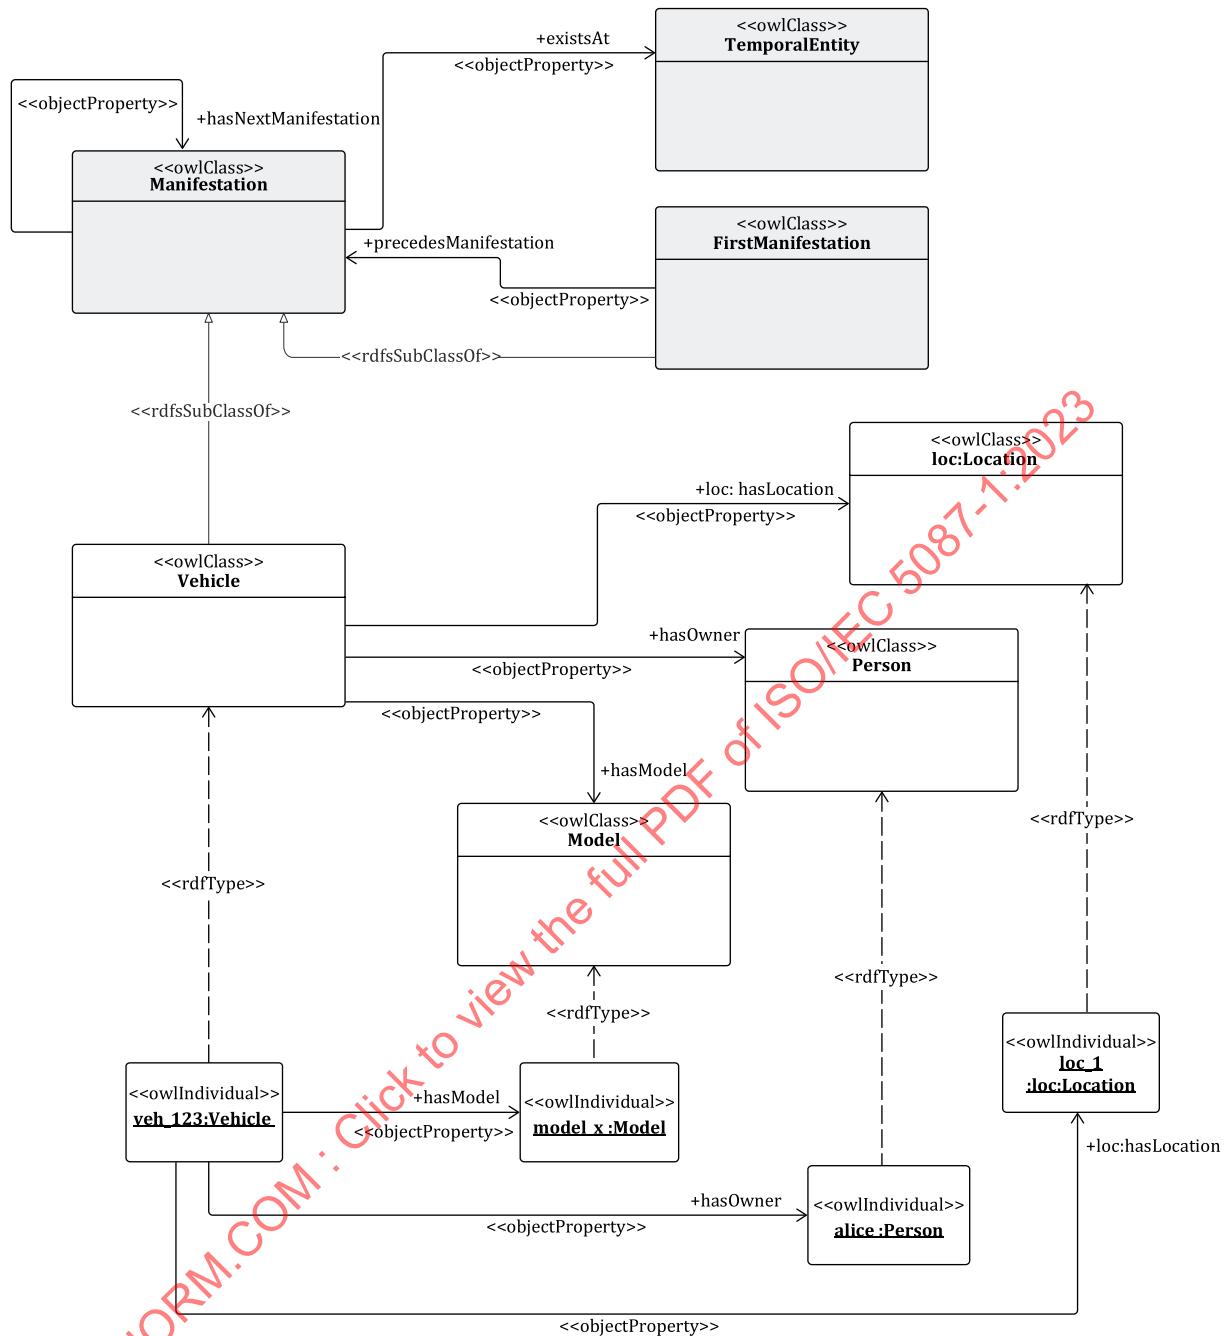 <<owlClass>>
TemporalEntity
+existsAt
<<objectProperty>>
<<objectProperty>>
+hasNextManifestation
<<owlClass>>
Manifestation
<<owlClass>>
FirstManifestation
+precedesManifestation
<<objectProperty>>
<<rdfsSubClassOf>>
<<rdfsSubClassOf>>
<<owlClass>>
loc:Location
+loc: hasLocation
<<objectProperty>>
<<owlClass>>
Vehicle
+hasOwner
<<objectProperty>>
<<owlClass>>
Person
<<objectProperty>>
+hasModel
<<owlClass>>
Model
<<rdfType>>
<<rdfType>>
<<rdfType>>
<<rdfType>>
<<owlIndividual>>
loc_1
:loc:Location
<<owlIndividual>>
veh_123:Vehicle
+hasModel
<<objectProperty>>
<<owlIndividual>>
model_x :Model
+loc:hasLocation
+hasOwner
<<objectProperty>>
<<owlIndividual>>
alice :Person
<<objectProperty>>
NORM.COM : Click to view the full PDF of ISO/IEC 5087-1:2023